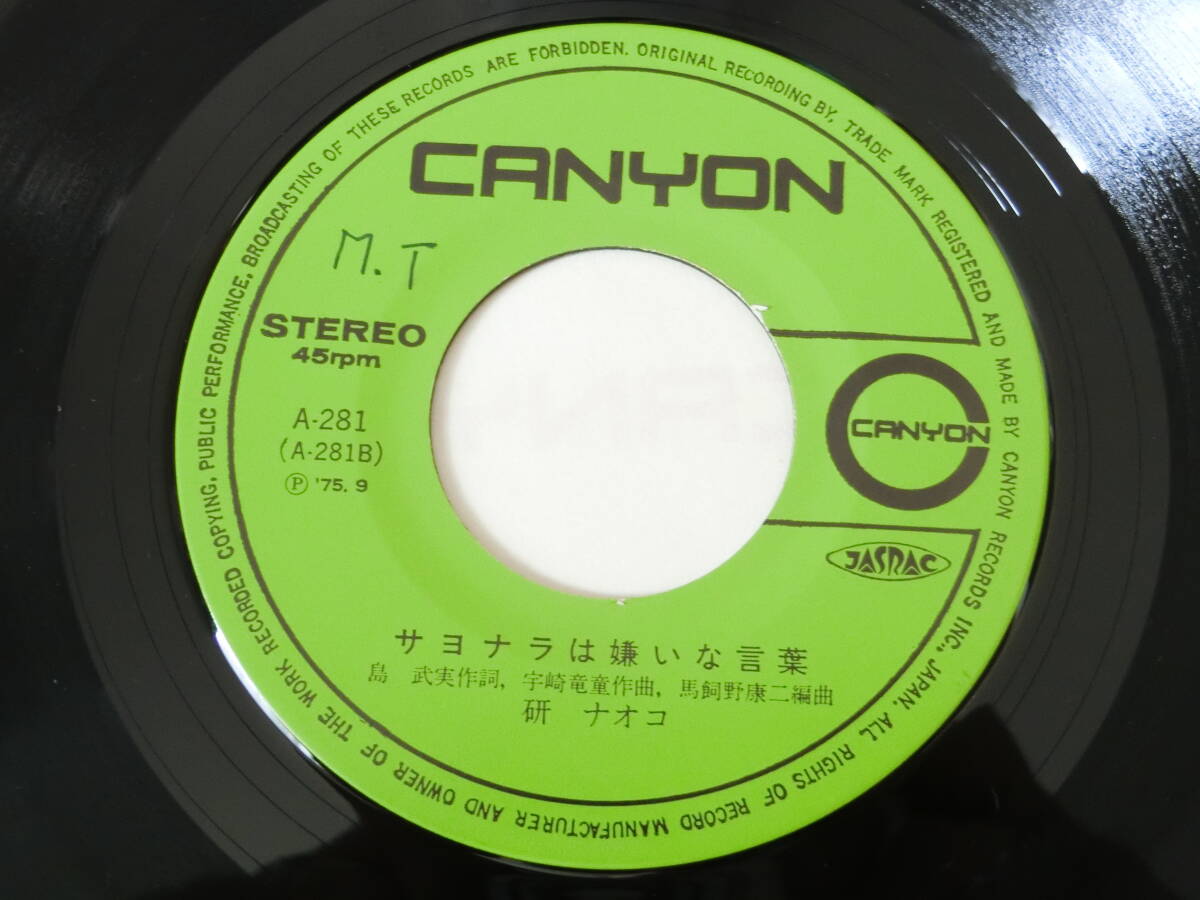 CANYON
M.T
STEREO
45rpm
A-281
(A-281B)
Ⓟ '75. 9
CANYON
JASRAC
サヨナラは嫌いな言葉
島 武実作詞, 宇崎竜童作曲, 馬飼野康二編曲
研 ナオコ
ORIGINAL RECORDING BY, TRADE MARK REGISTERED AND MADE BY CANYON RECORDS INC., JAPAN, ALL RIGHTS OF RECORD MANUFACTURER AND OWNER OF THE WORK RECORDED COPYING, PUBLIC PERFORMANCE, BROADCASTING OF THESE RECORDS ARE FORBIDDEN.